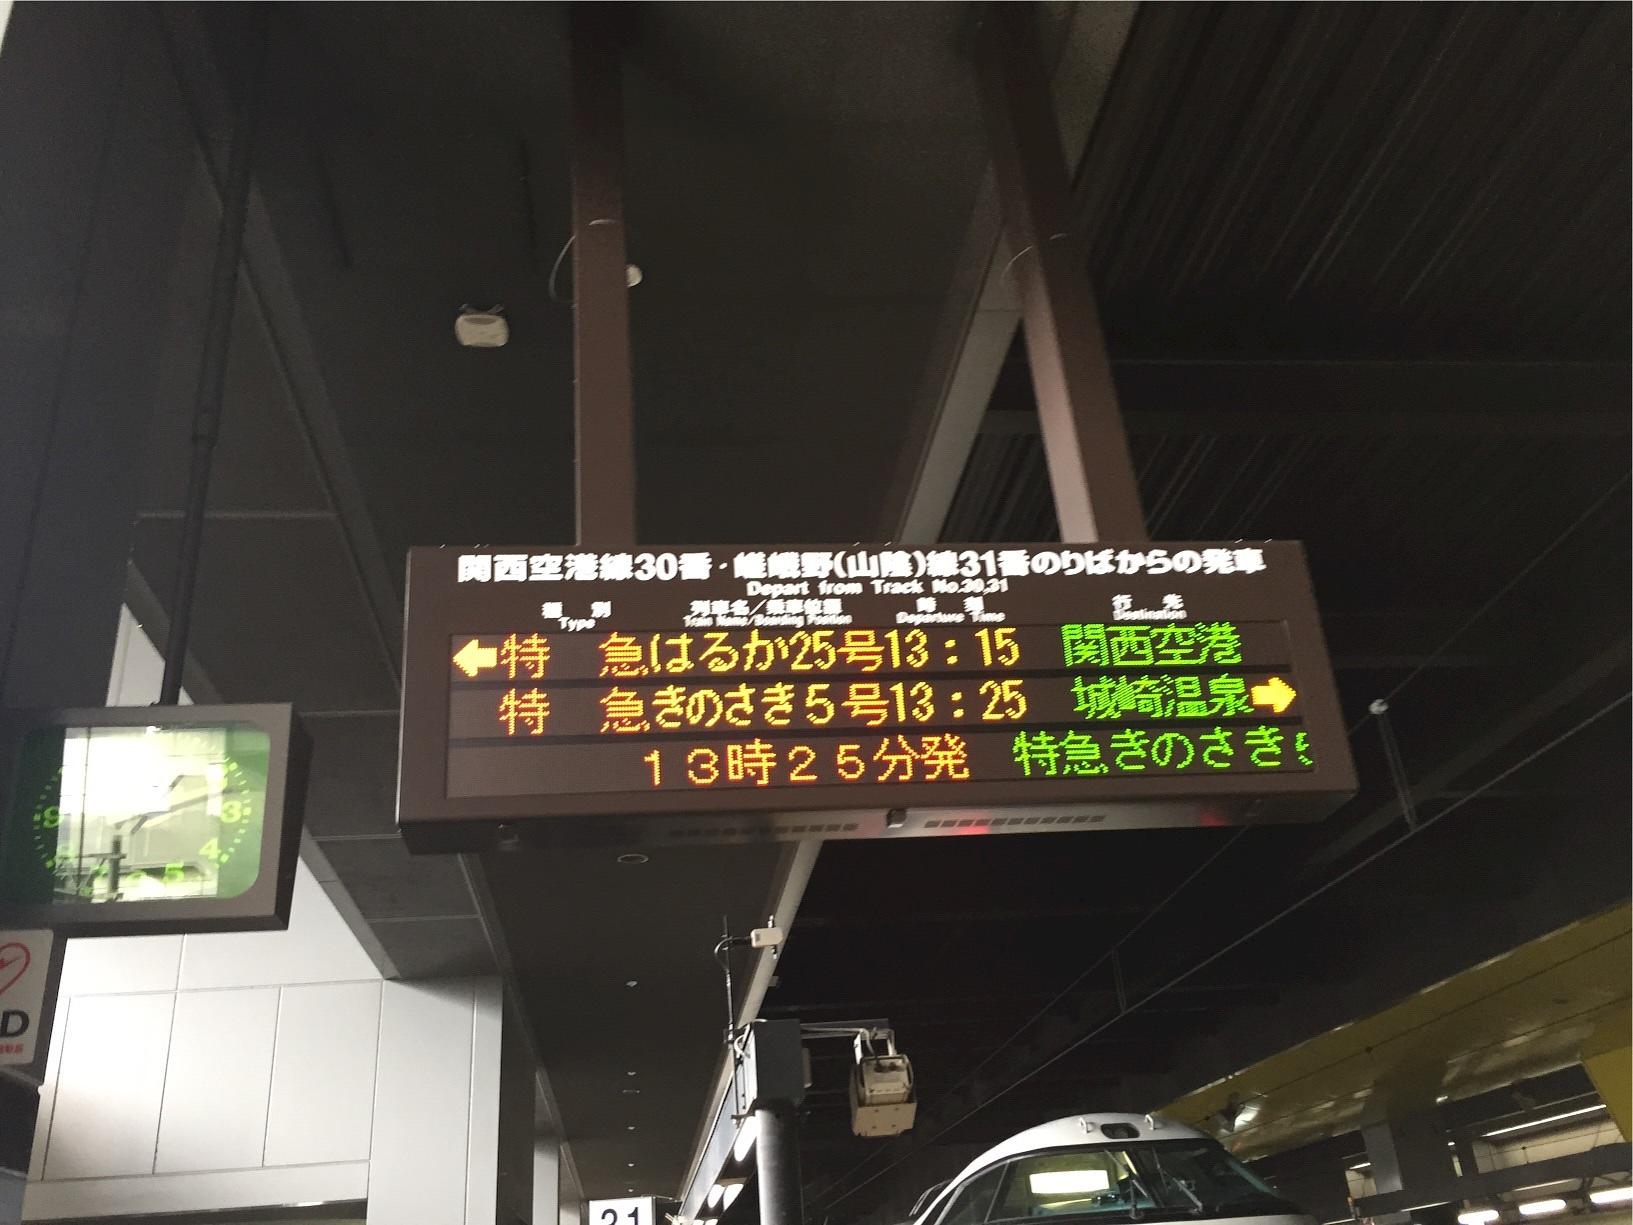 関西空港線30番・嵯峨野(山陰)線31番のりばからの発車
Depart from Track No.30,31
種 別 列車名／乗車位置 時 刻 行 先
Type Train Name/Boarding Position Departure Time Destination
特 急はるか25号13：15 関西空港
特 急きのさき5号13：25 城崎温泉
13時25分発 特急きのさき
3
9
4
5
D
21